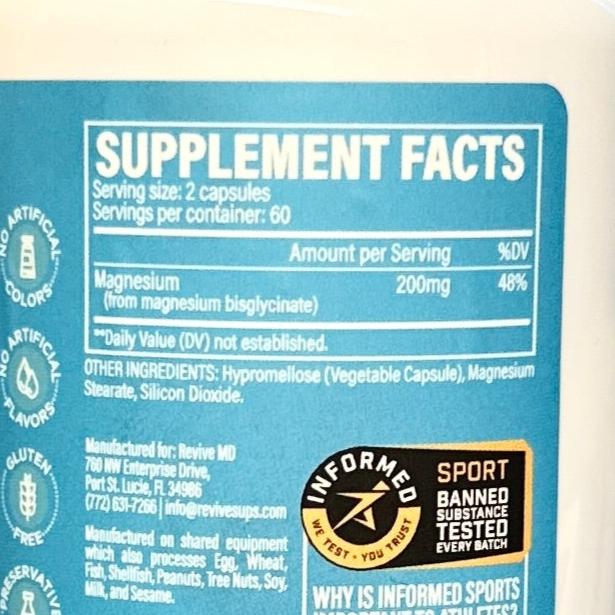 SUPPLEMENT FACTS
Serving size: 2 capsules
Servings per container: 60
Amount per Serving %DV
Magnesium 200mg 48%
(from magnesium bisglycinate)
**Daily Value (DV) not established.
OTHER INGREDIENTS: Hypromellose (Vegetable Capsule), Magnesium
Stearate, Silicon Dioxide.
NO ARTIFICIAL
COLORS
NO ARTIFICIAL
FLAVORS
GLUTEN
FREE
PRESERVATIVE
Manufactured for: Revive MD
760 NW Enterprise Drive,
Port St. Lucie, FL 34986
(772) 631-7266 | info@revivesups.com
Manufactured on shared equipment
which also processes Egg, Wheat,
Fish, Shellfish, Peanuts, Tree Nuts, Soy,
Milk, and Sesame.
INFORMED
WE TEST • YOU TRUST
SPORT
BANNED
SUBSTANCE
TESTED
EVERY BATCH
WHY IS INFORMED SPORTS
IMPORTANT TO ATHLETES?